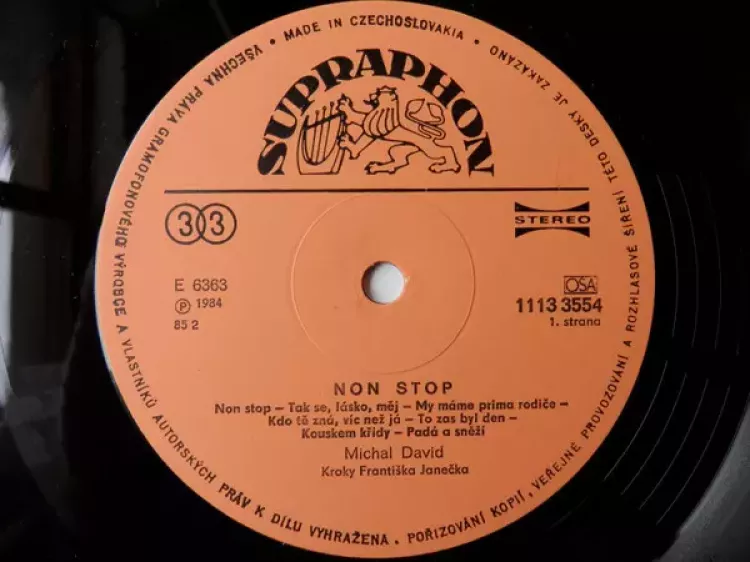 VŠECHNA PRÁVA GRAMOFONOVÉHO VÝROBCE A VLASTNÍKŮ AUTORSKÝCH PRÁV K DÍLU VYHRAŽENA. POŘIZOVÁNÍ KOPIÍ, VEŘEJNÉ PROVOZOVÁNÍ A ROZHLASOVÉ ŠÍŘENÍ TÉTO DESKY JE ZAKÁZÁNO • MADE IN CZECHOSLOVAKIA •
SUPRAPHON
33
STEREO
E 6363
OSA
Ⓟ 1984
1113 3554
85 2
1. strana
NON STOP
Non stop – Tak se, lásko, měj – My máme prima rodiče –
Kdo tě zná, víc než já – To zas byl den –
Kouskem křídy – Padá a sněží
Michal David
Kroky Františka Janečka